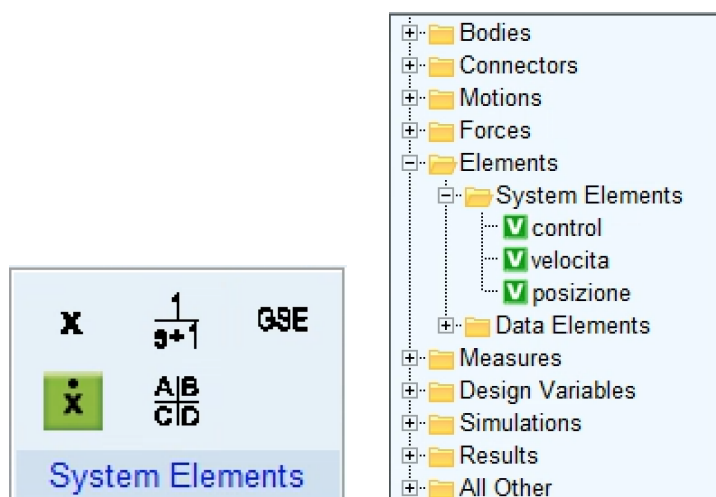 x 1/s+1 GSE
ẋ A|B
C|D
System Elements
Bodies
Connectors
Motions
Forces
Elements
System Elements
V control
V velocita
V posizione
Data Elements
Measures
Design Variables
Simulations
Results
All Other